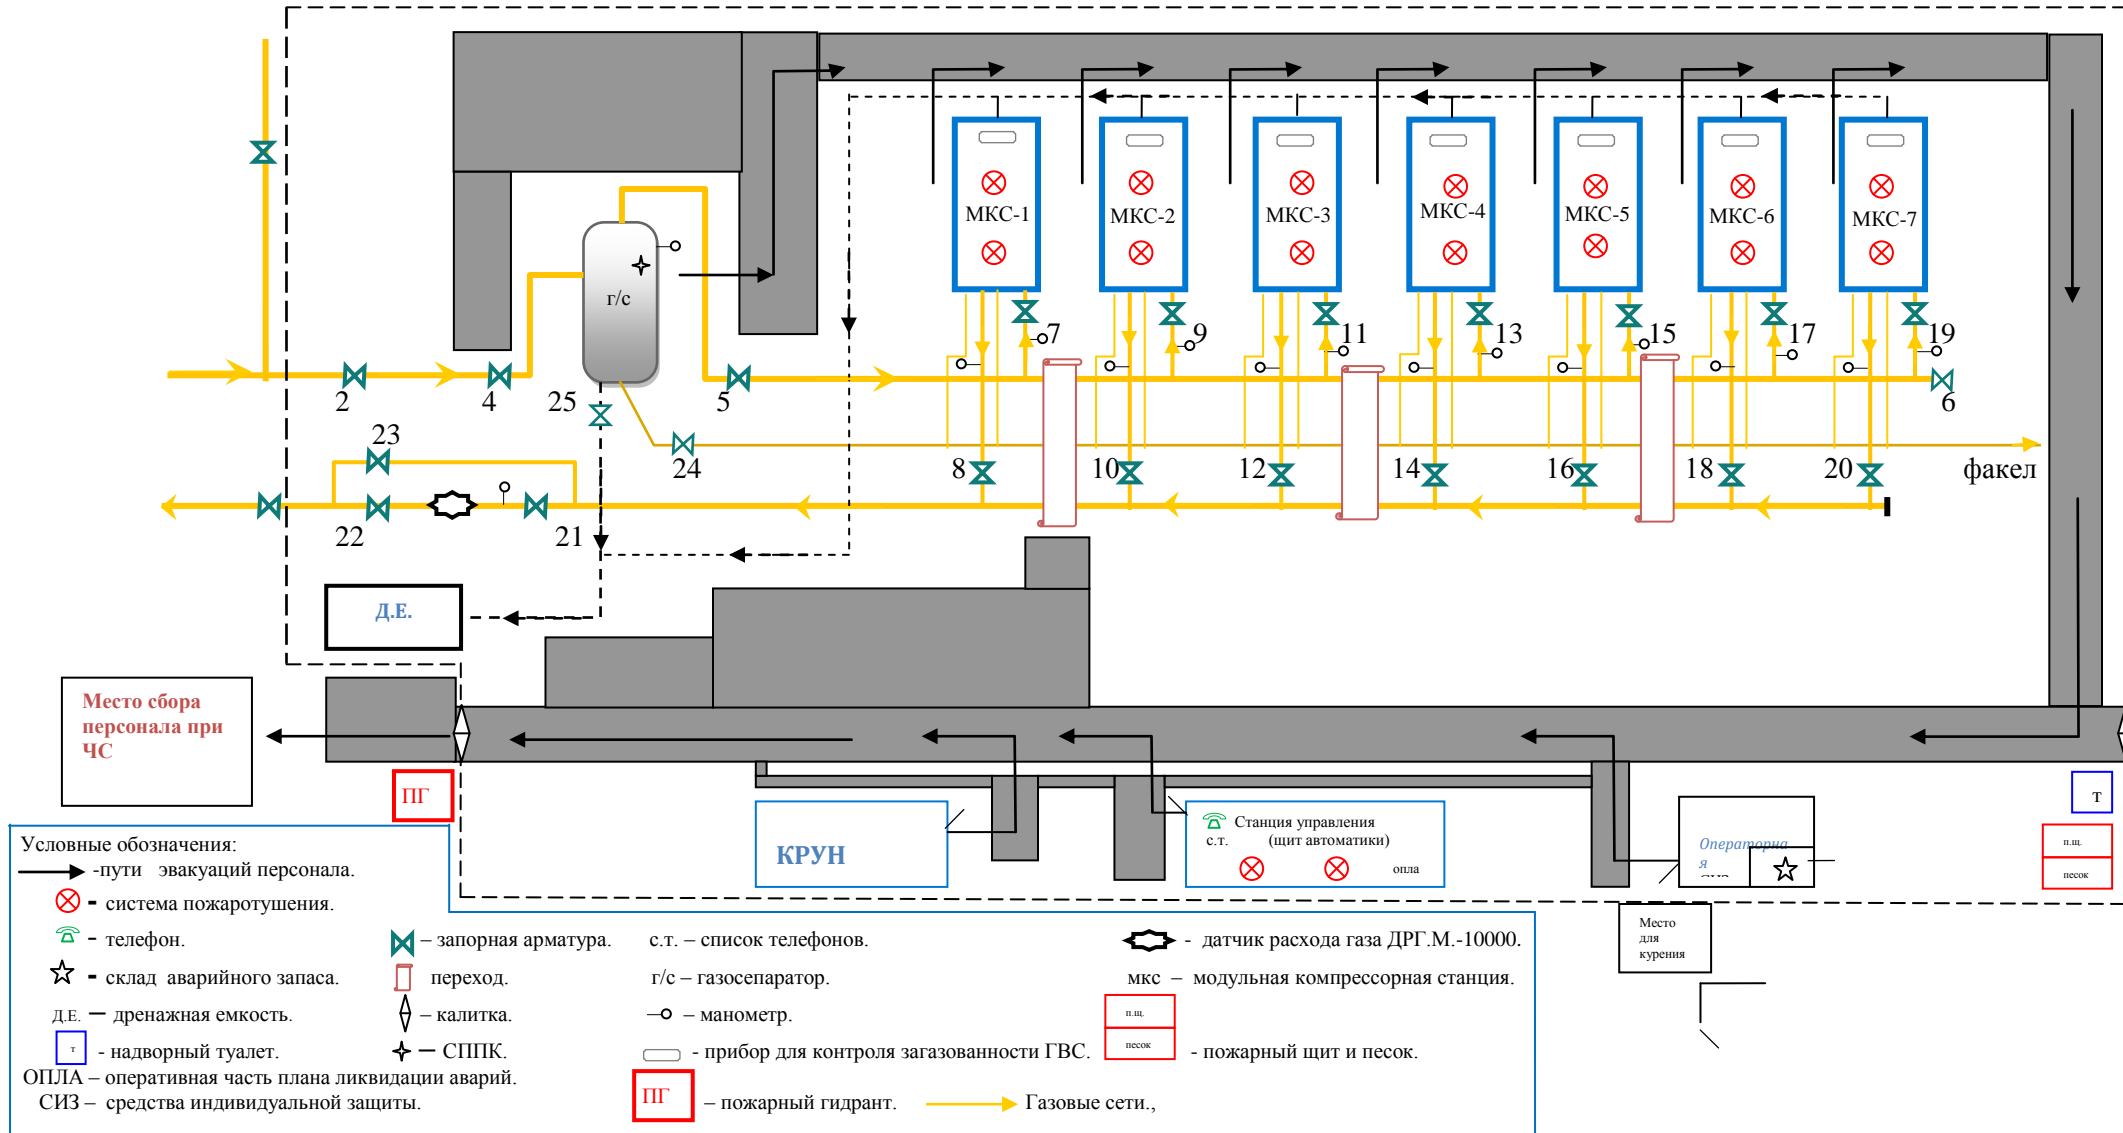 МКС-1
МКС-2
МКС-3
МКС-4
МКС-5
МКС-6
МКС-7
г/с
7
9
11
13
15
17
19
2
4
25
5
6
23
24
8
10
12
14
16
18
20
факел
22
21
Д.Е.
Место сбора
персонала при
ЧС
ПГ
КРУН
Станция управления
с.т.
(щит автоматики)
опла
Операторна
я
т
п.щ.
песок
Место
для
курения
Условные обозначения:
-пути эвакуаций персонала.
- система пожаротушения.
- телефон.
– запорная арматура.
с.т. – список телефонов.
- датчик расхода газа ДРГ.М.-10000.
- склад аварийного запаса.
переход.
г/с – газосепаратор.
мкс – модульная компрессорная станция.
Д.Е. – дренажная емкость.
– калитка.
– манометр.
п.щ.
песок
- пожарный щит и песок.
т
- надворный туалет.
– СППК.
- прибор для контроля загазованности ГВС.
ОПЛА – оперативная часть плана ликвидации аварий.
СИЗ – средства индивидуальной защиты.
ПГ
– пожарный гидрант.
Газовые сети.,